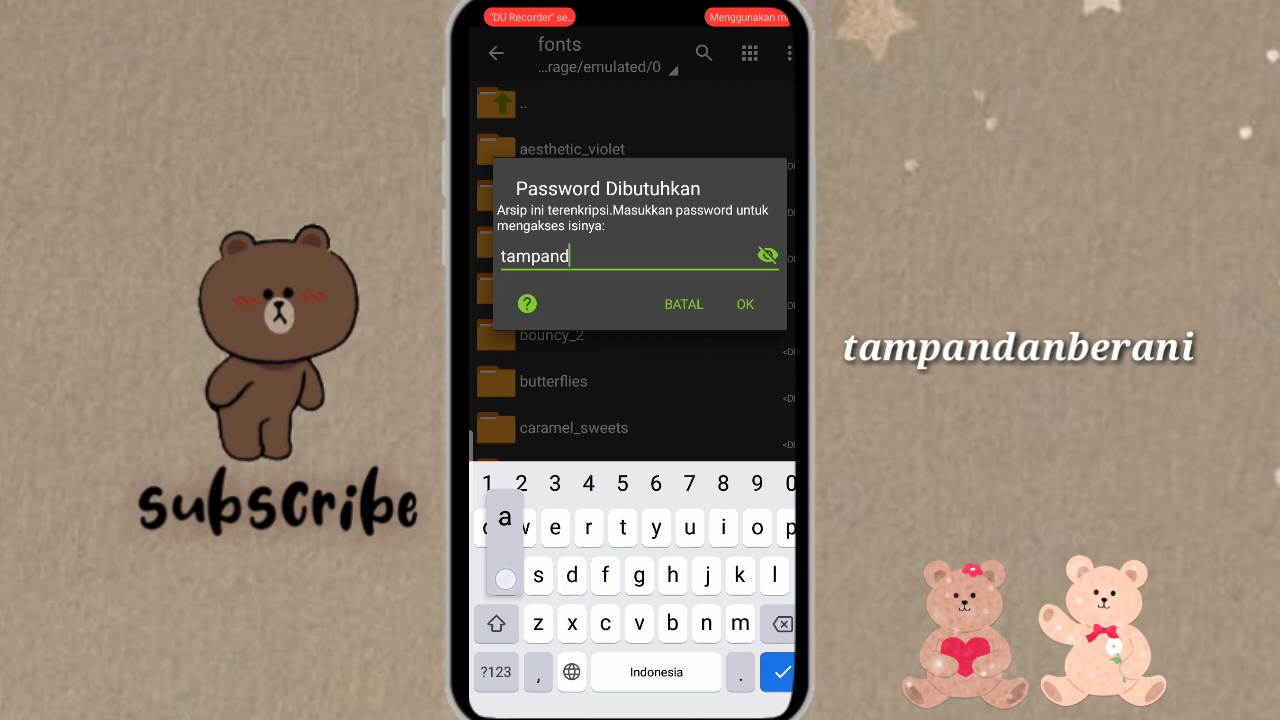 "DU Recorder" se...
Menggunakan mi
fonts
...rage/emulated/0
..
aesthetic_violet
Password Dibutuhkan
Arsip ini terenkripsi.Masukkan password untuk
mengakses isinya:
tampand
BATAL OK
bouncy_2
butterflies
caramel_sweets
1 2 3 4 5 6 7 8 9 0
w e r t y u i o p
a
s d f g h j k l
z x c v b n m
?123 , Indonesia .
subscribe
tampandanberani